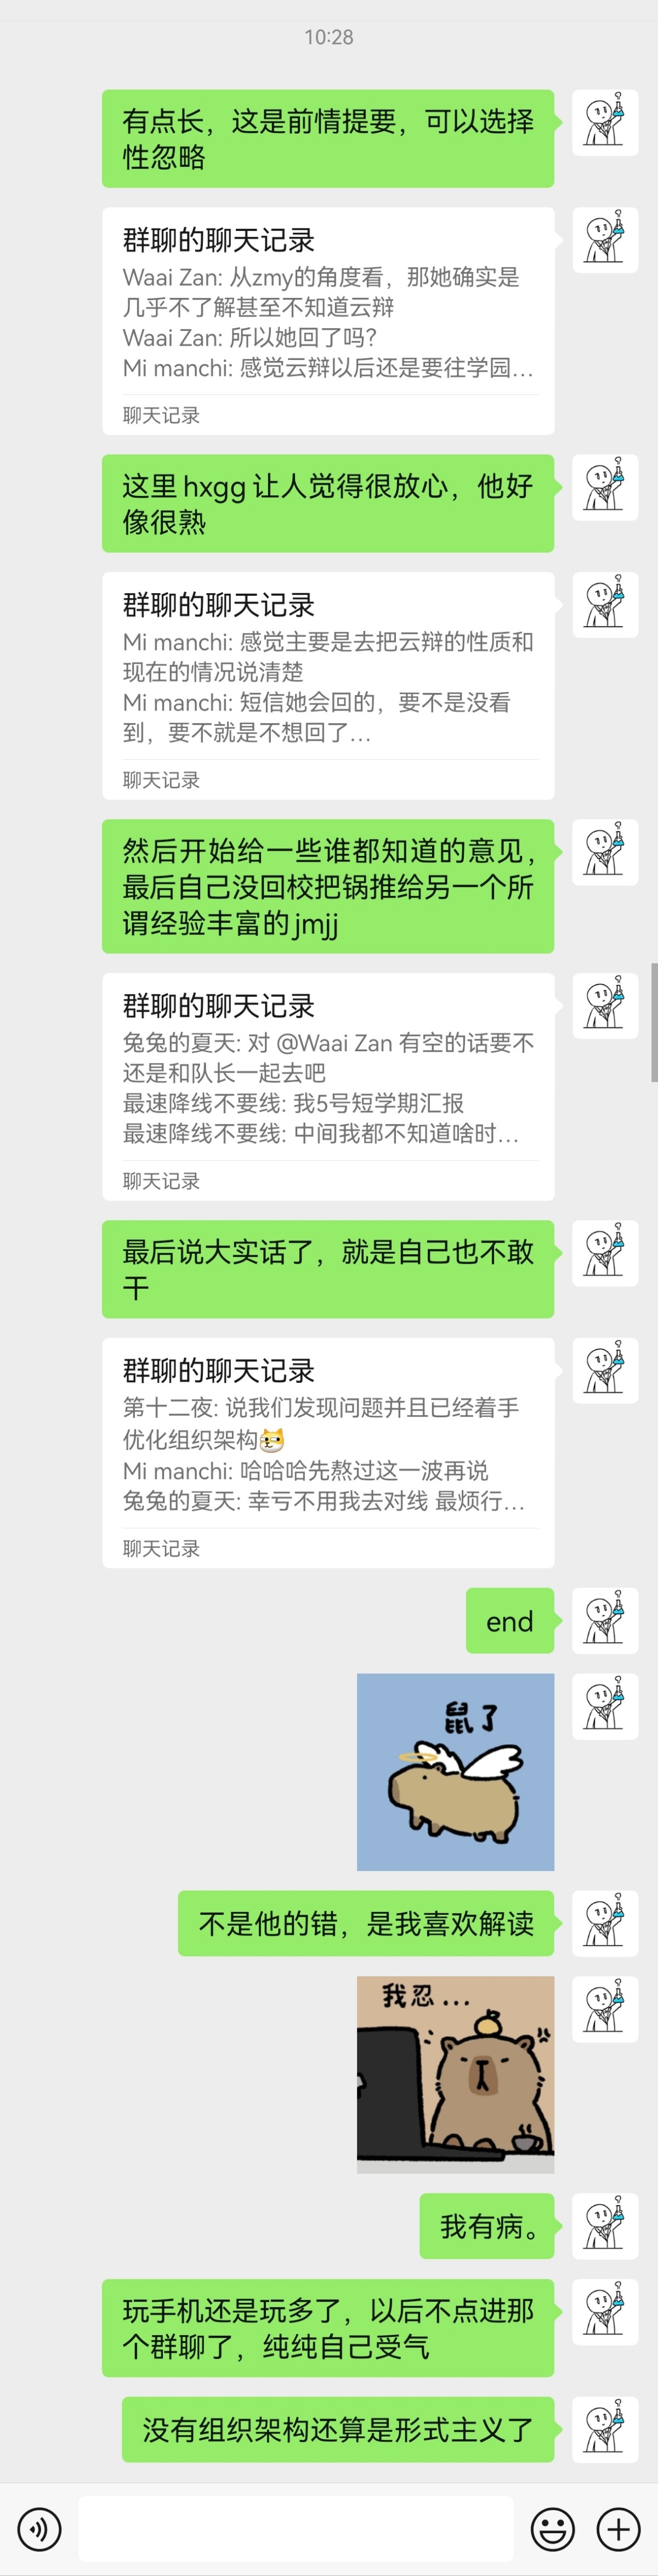 10:28
有点长，这是前情提要，可以选择
性忽略
群聊的聊天记录
Waai Zan: 从zmy的角度看，那她确实是
几乎不了解甚至不知道云辩
Waai Zan: 所以她回了吗？
Mi manchi: 感觉云辩以后还是要往学园…
聊天记录
这里hxgg让人觉得很放心，他好
像很熟
群聊的聊天记录
Mi manchi: 感觉主要是去把云辩的性质和
现在的情况说清楚
Mi manchi: 短信她会回的，要不是没看
到，要不就是不想回了…
聊天记录
然后开始给一些谁都知道的意见，
最后自己没回校把锅推给另一个所
谓经验丰富的jmjj
群聊的聊天记录
兔兔的夏天: 对 @Waai Zan 有空的话要不
还是和队长一起去吧
最速降线不要线: 我5号短学期汇报
最速降线不要线: 中间我都不知道啥时…
聊天记录
最后说大实话了，就是自己也不敢
干
群聊的聊天记录
第十二夜: 说我们发现问题并且已经着手
优化组织架构
Mi manchi: 哈哈哈先熬过这一波再说
兔兔的夏天: 幸亏不用我去对线 最烦行…
聊天记录
end
鼠了
不是他的错，是我喜欢解读
我忍...
我有病。
玩手机还是玩多了，以后不点进那
个群聊了，纯纯自己受气
没有组织架构还算是形式主义了